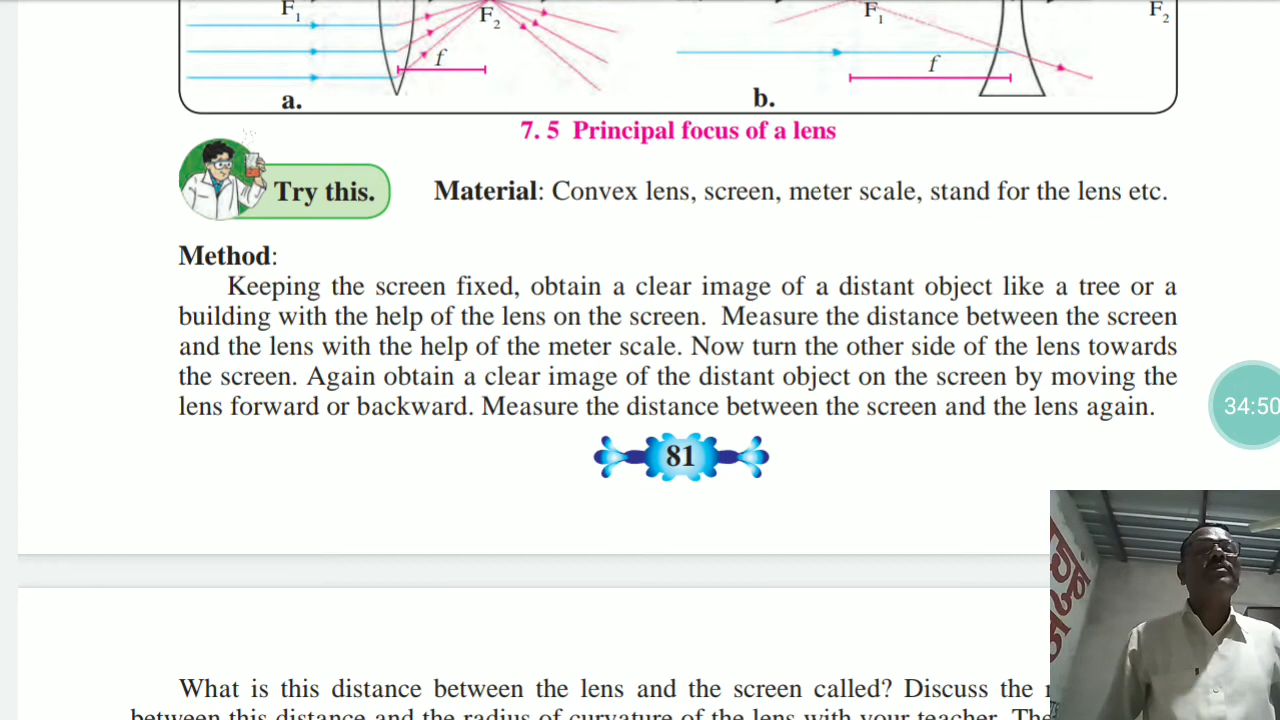 F1
F2
F1
F2
f
f
a.
b.
7. 5 Principal focus of a lens
Try this.
Material: Convex lens, screen, meter scale, stand for the lens etc.
Method:
Keeping the screen fixed, obtain a clear image of a distant object like a tree or a
building with the help of the lens on the screen. Measure the distance between the screen
and the lens with the help of the meter scale. Now turn the other side of the lens towards
the screen. Again obtain a clear image of the distant object on the screen by moving the
lens forward or backward. Measure the distance between the screen and the lens again.
34:50
81
What is this distance between the lens and the screen called? Discuss the
between this distance and the radius of curvature of the lens with your teacher. The